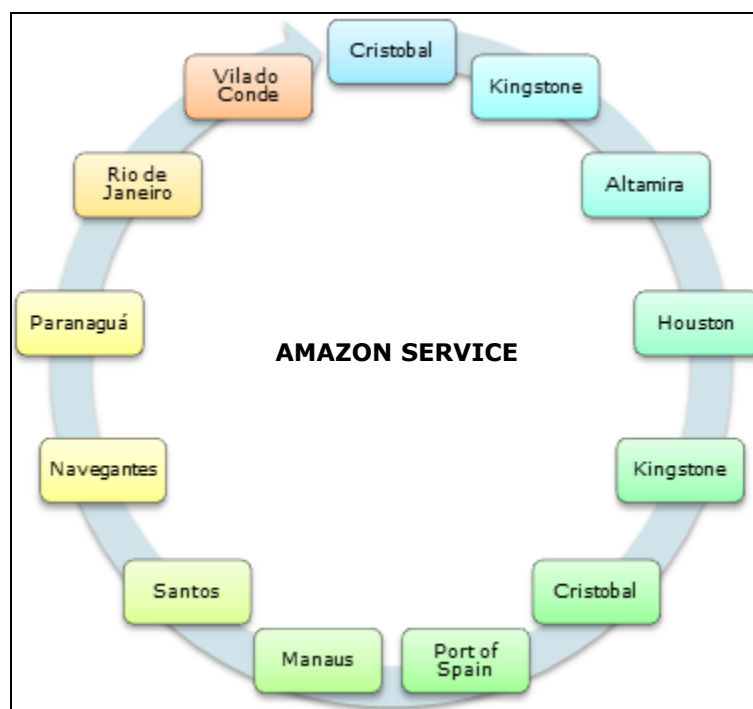 Cristobal
Kingstone
Altamira
Houston
Kingstone
Cristobal
Port of
Spain
Manaus
Santos
Navegantes
Paranaguá
Rio de
Janeiro
Vila do
Conde
AMAZON SERVICE